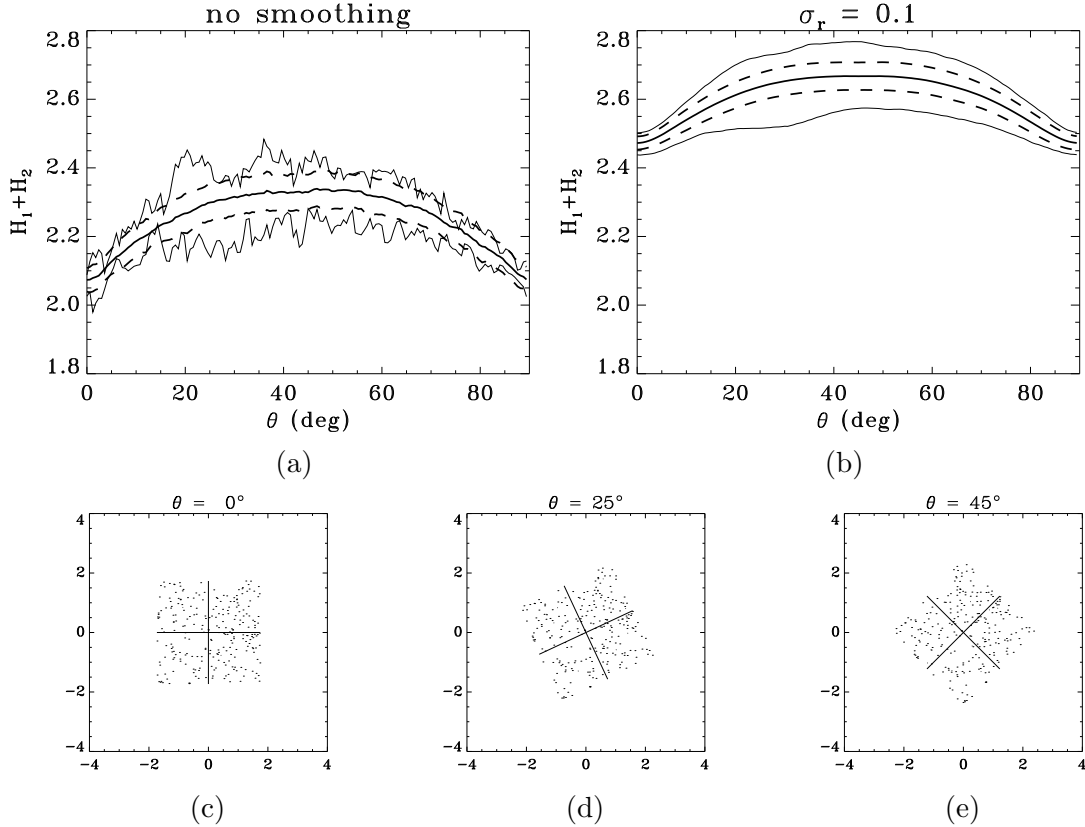 no smoothing
σr = 0.1
2.8
2.6
2.4
2.2
2.0
1.8
H1+H2
0 20 40 60 80
θ (deg)
2.8
2.6
2.4
2.2
2.0
1.8
H1+H2
0 20 40 60 80
θ (deg)
(a)
(b)
θ = 0°
4
2
0
−2
−4
−4 −2 0 2 4
θ = 25°
4
2
0
−2
−4
−4 −2 0 2 4
θ = 45°
4
2
0
−2
−4
−4 −2 0 2 4
(c)
(d)
(e)